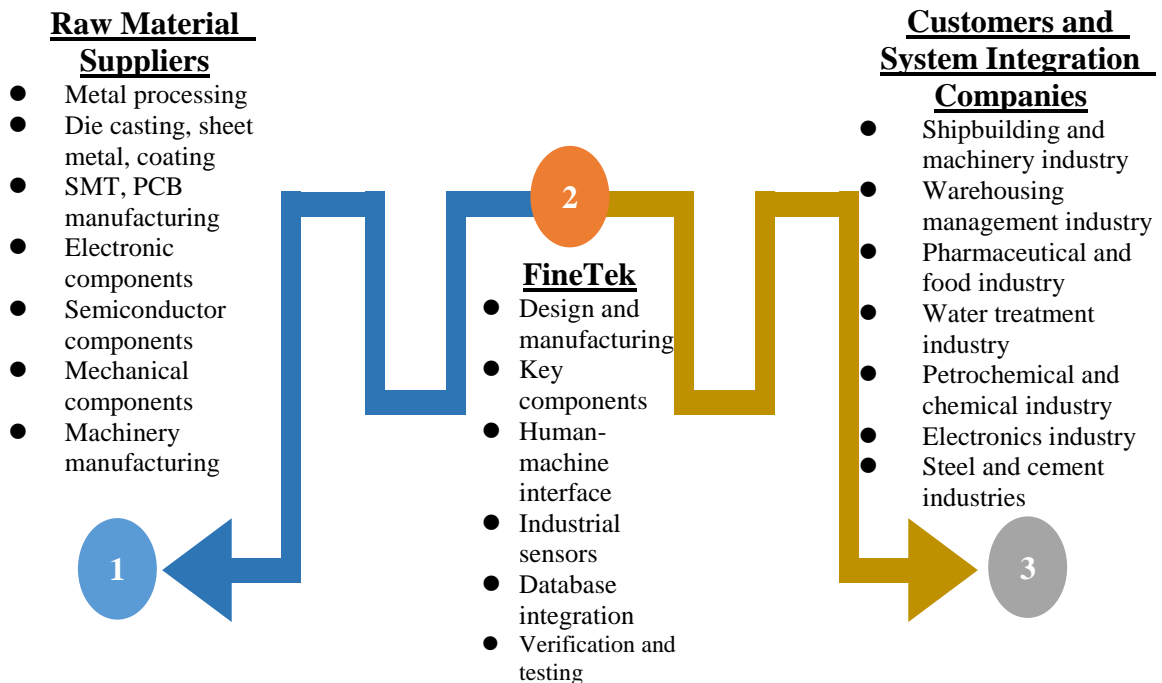 Raw Material
Suppliers
● Metal processing
● Die casting, sheet
metal, coating
● SMT, PCB
manufacturing
● Electronic
components
● Semiconductor
components
● Mechanical
components
● Machinery
manufacturing
1
2
FineTek
● Design and
manufacturing
● Key
components
● Human-
machine
interface
● Industrial
sensors
● Database
integration
● Verification and
testing
Customers and
System Integration
Companies
● Shipbuilding and
machinery industry
● Warehousing
management industry
● Pharmaceutical and
food industry
● Water treatment
industry
● Petrochemical and
chemical industry
● Electronics industry
● Steel and cement
industries
3